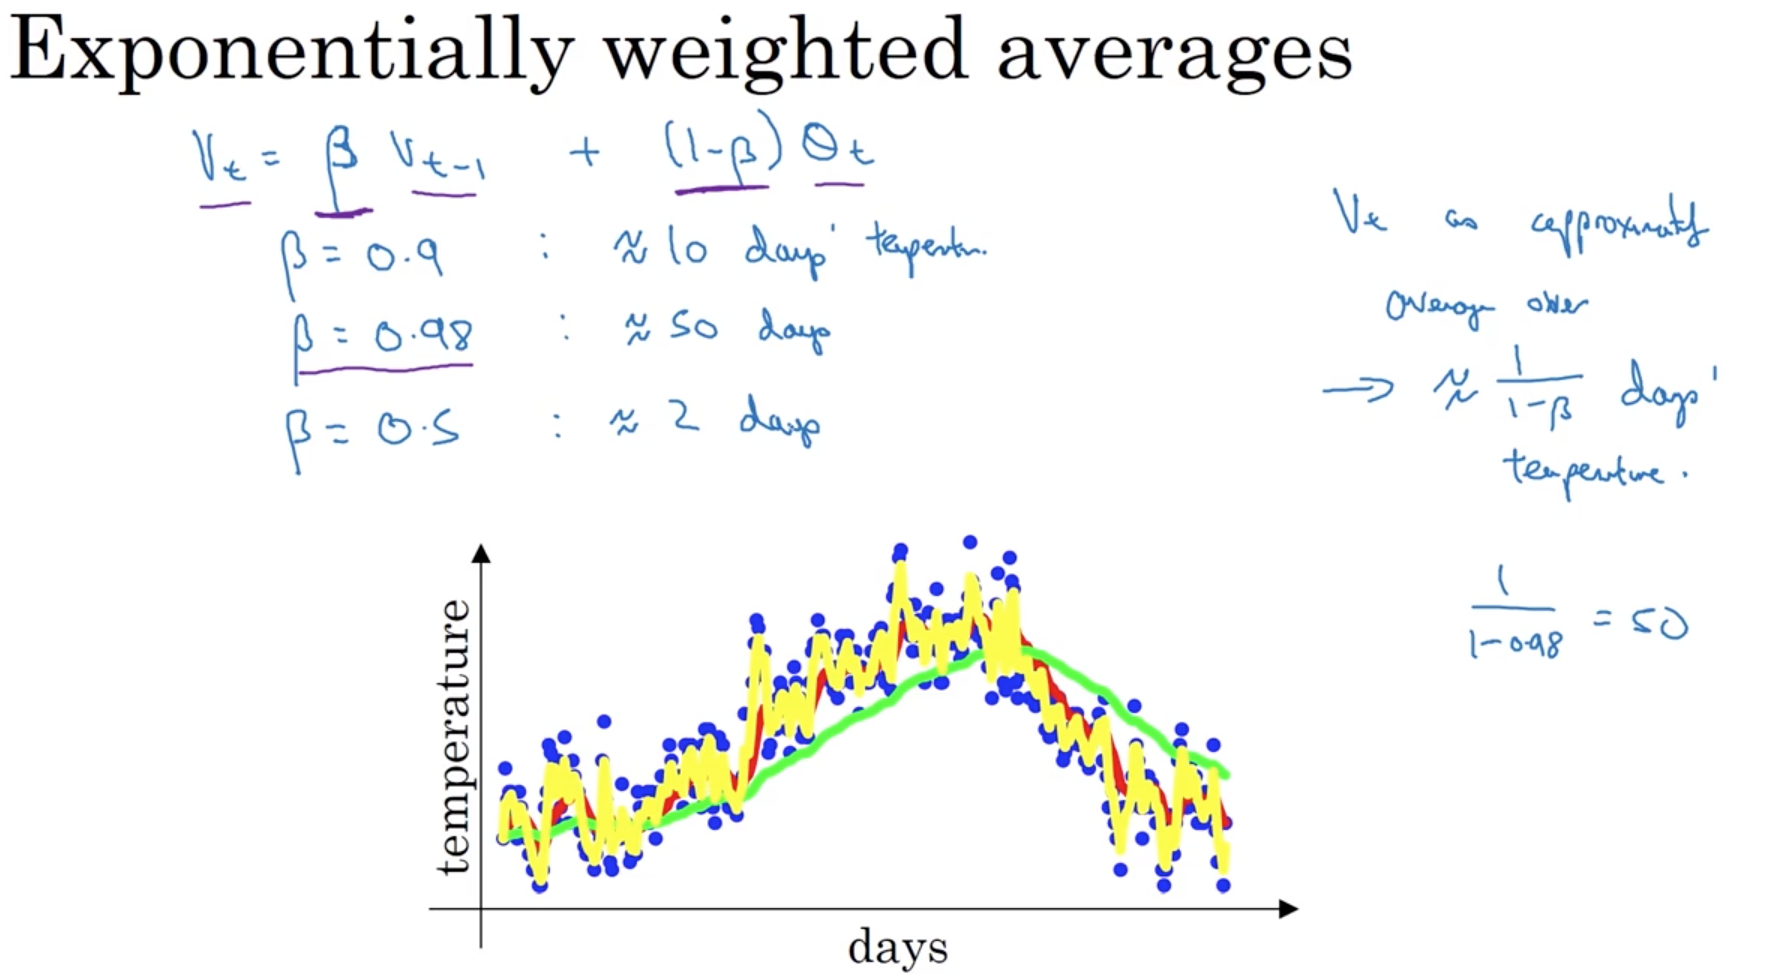 Exponentially weighted averages
Vt = β Vt-1 + (1-β) θt
β = 0.9 : ≈ 10 days' temperature.
β = 0.98 : ≈ 50 days
β = 0.5 : ≈ 2 days
Vt as approximately
average over
→ ≈ 1/(1-β) days'
temperature.
1/(1-0.98) = 50
temperature
days